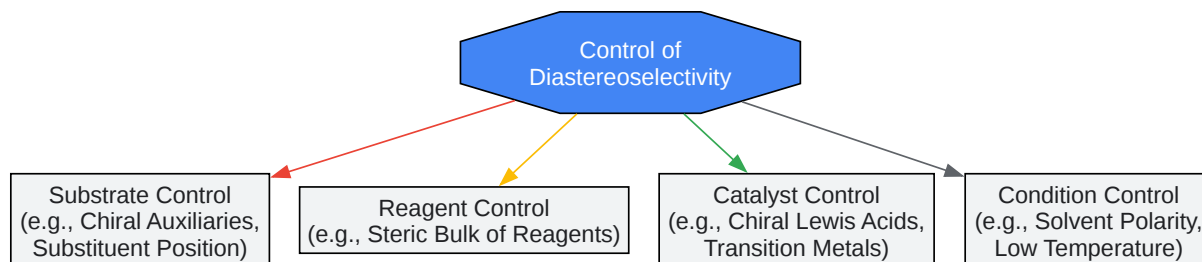 Control of
Diastereoselectivity
Substrate Control
(e.g., Chiral Auxiliaries,
Substituent Position)
Reagent Control
(e.g., Steric Bulk of Reagents)
Catalyst Control
(e.g., Chiral Lewis Acids,
Transition Metals)
Condition Control
(e.g., Solvent Polarity,
Low Temperature)